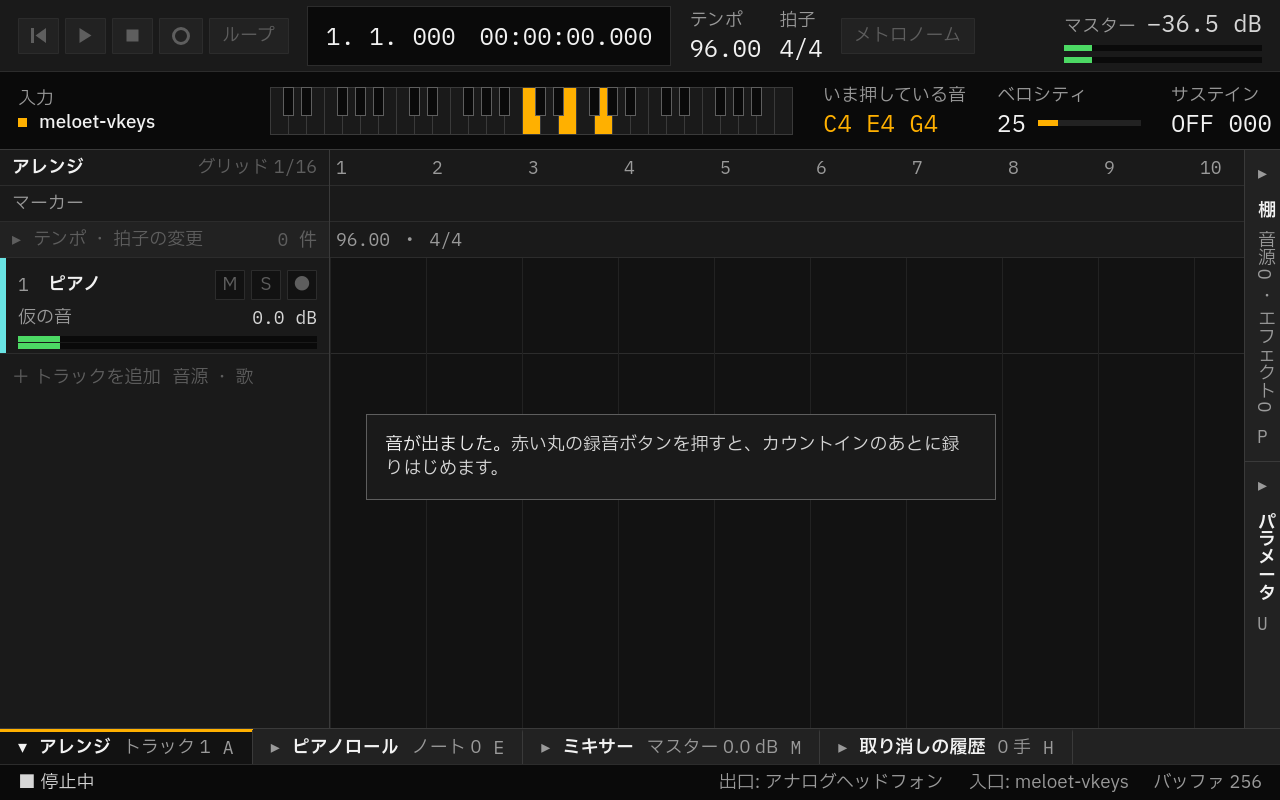 ループ
1. 1. 000 00:00:00.000
テンポ
96.00
拍子
4/4
メトロノーム
マスター −36.5 dB
入力
meloet-vkeys
いま押している音
C4 E4 G4
ベロシティ
25
サステイン
OFF 000
アレンジ グリッド 1/16
1 2 3 4 5 6 7 8 9 10
マーカー
▸ テンポ · 拍子の変更 0 件
96.00 · 4/4
1 ピアノ M S
仮の音 0.0 dB
＋ トラックを追加 音源 · 歌
音が出ました。赤い丸の録音ボタンを押すと、カウントインのあとに録
りはじめます。
▸ 棚 音源0 · エフェクト0 P
▸ パラメータ U
▾ アレンジ トラック 1 A
▸ ピアノロール ノート 0 E
▸ ミキサー マスター 0.0 dB M
▸ 取り消しの履歴 0 手 H
■ 停止中
出口: アナログヘッドフォン 入口: meloet-vkeys バッファ 256